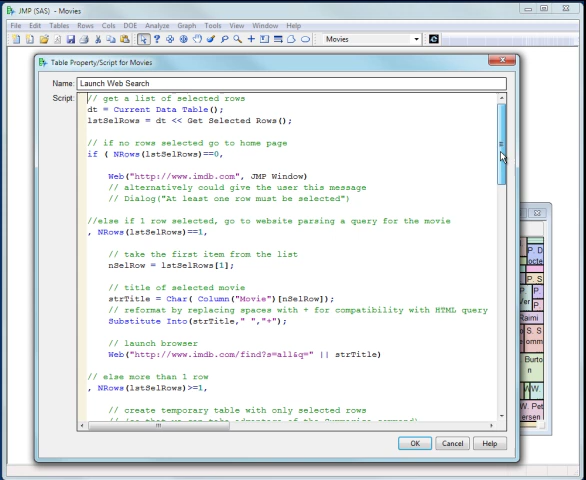 JMP (SAS) - Movies
File Edit Tables Rows Cols DOE Analyze Graph Tools View Window Help
Movies
Table Property/Script for Movies
Name: Launch Web Search
Script:
// get a list of selected rows
dt = Current Data Table();
lstSelRows = dt << Get Selected Rows();
// if no rows selected go to home page
if ( NRows(lstSelRows)==0,
Web("http://www.imdb.com", JMP Window)
// alternatively could give the user this message
// Dialog("At least one row must be selected")
//else if 1 row selected, go to website parsing a query for the movie
, NRows(lstSelRows)==1,
// take the first item from the list
nSelRow = lstSelRows[1];
// title of selected movie
strTitle = Char( Column("Movie")[nSelRow]);
// reformat by replacing spaces with + for compatibility with HTML query
Substitute Into(strTitle," ","+");
// launch browser
Web("http://www.imdb.com/find?s=all&q=" || strTitle)
// else more than 1 row
, NRows(lstSelRows)>=1,
// create temporary table with only selected rows
OK Cancel Help
P. D
octe
P. S
P. P
Ver P
Raimi
S. S
omm
Burto
n
W.
W. Pet
ersen